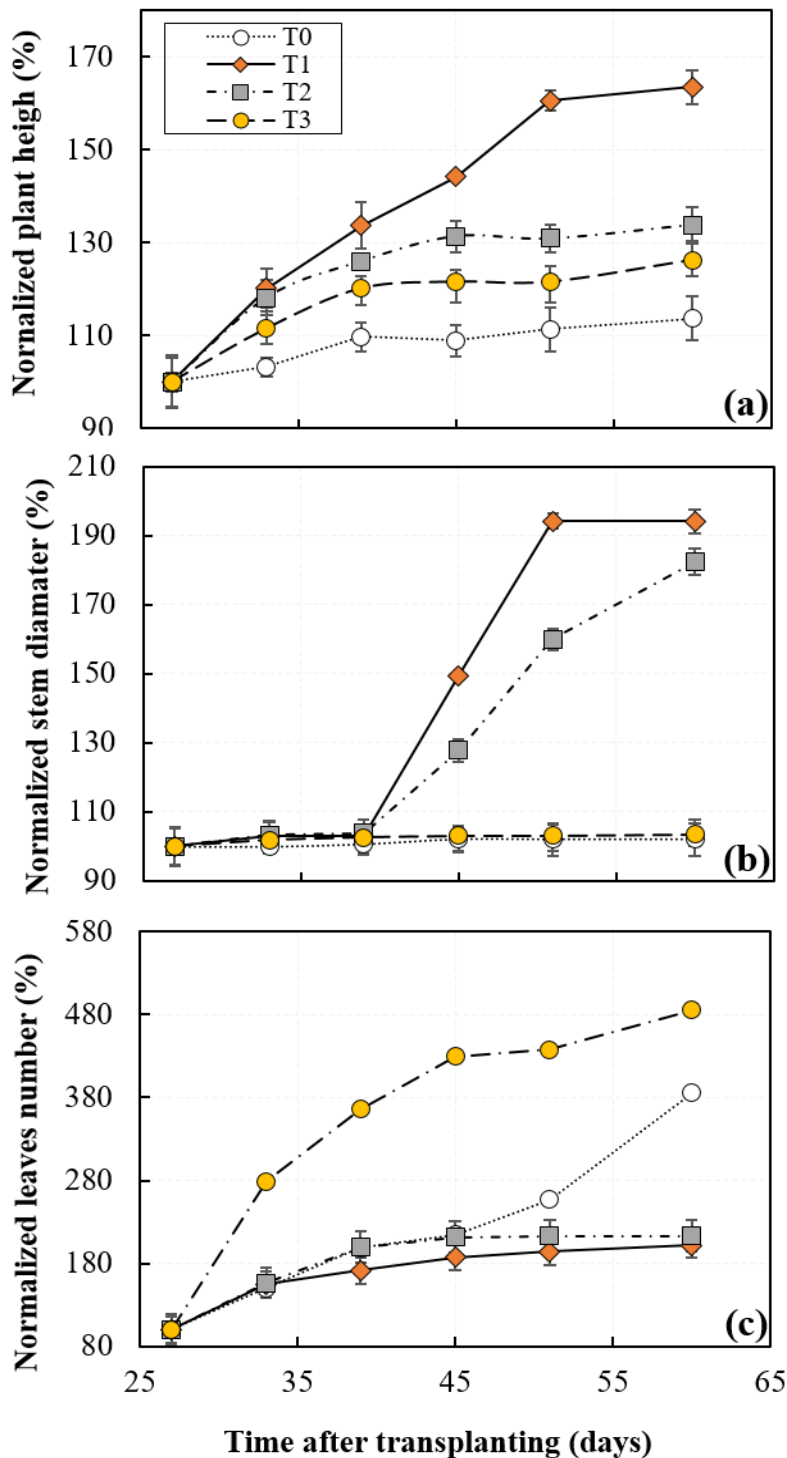 Nornalized plant heigh (%)
170
150
130
110
90
T0
T1
T2
T3
(a)
Normalized stem diamater (%)
210
190
170
150
130
110
90
(b)
Normalized leaves number (%)
580
480
380
280
180
80
(c)
25 35 45 55 65
Time after transplanting (days)